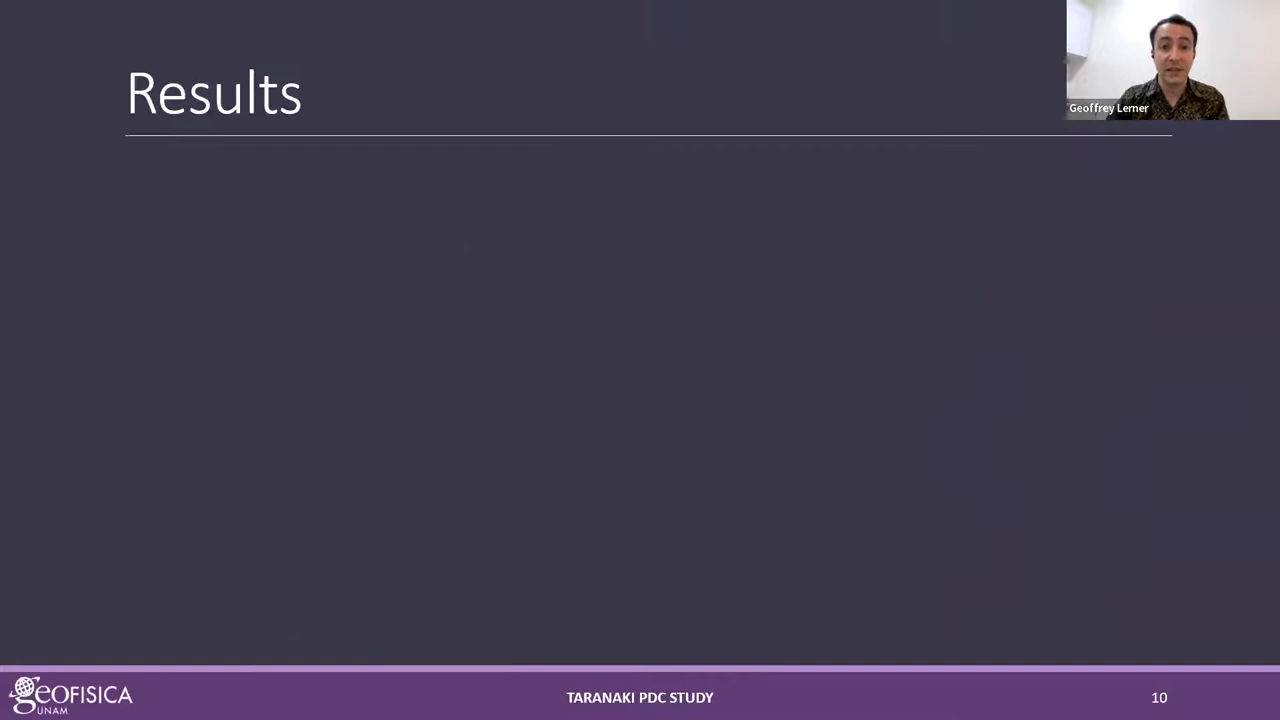 Results
Geoffrey Lerner
geOFISICA
UNAM
TARANAKI PDC STUDY
10